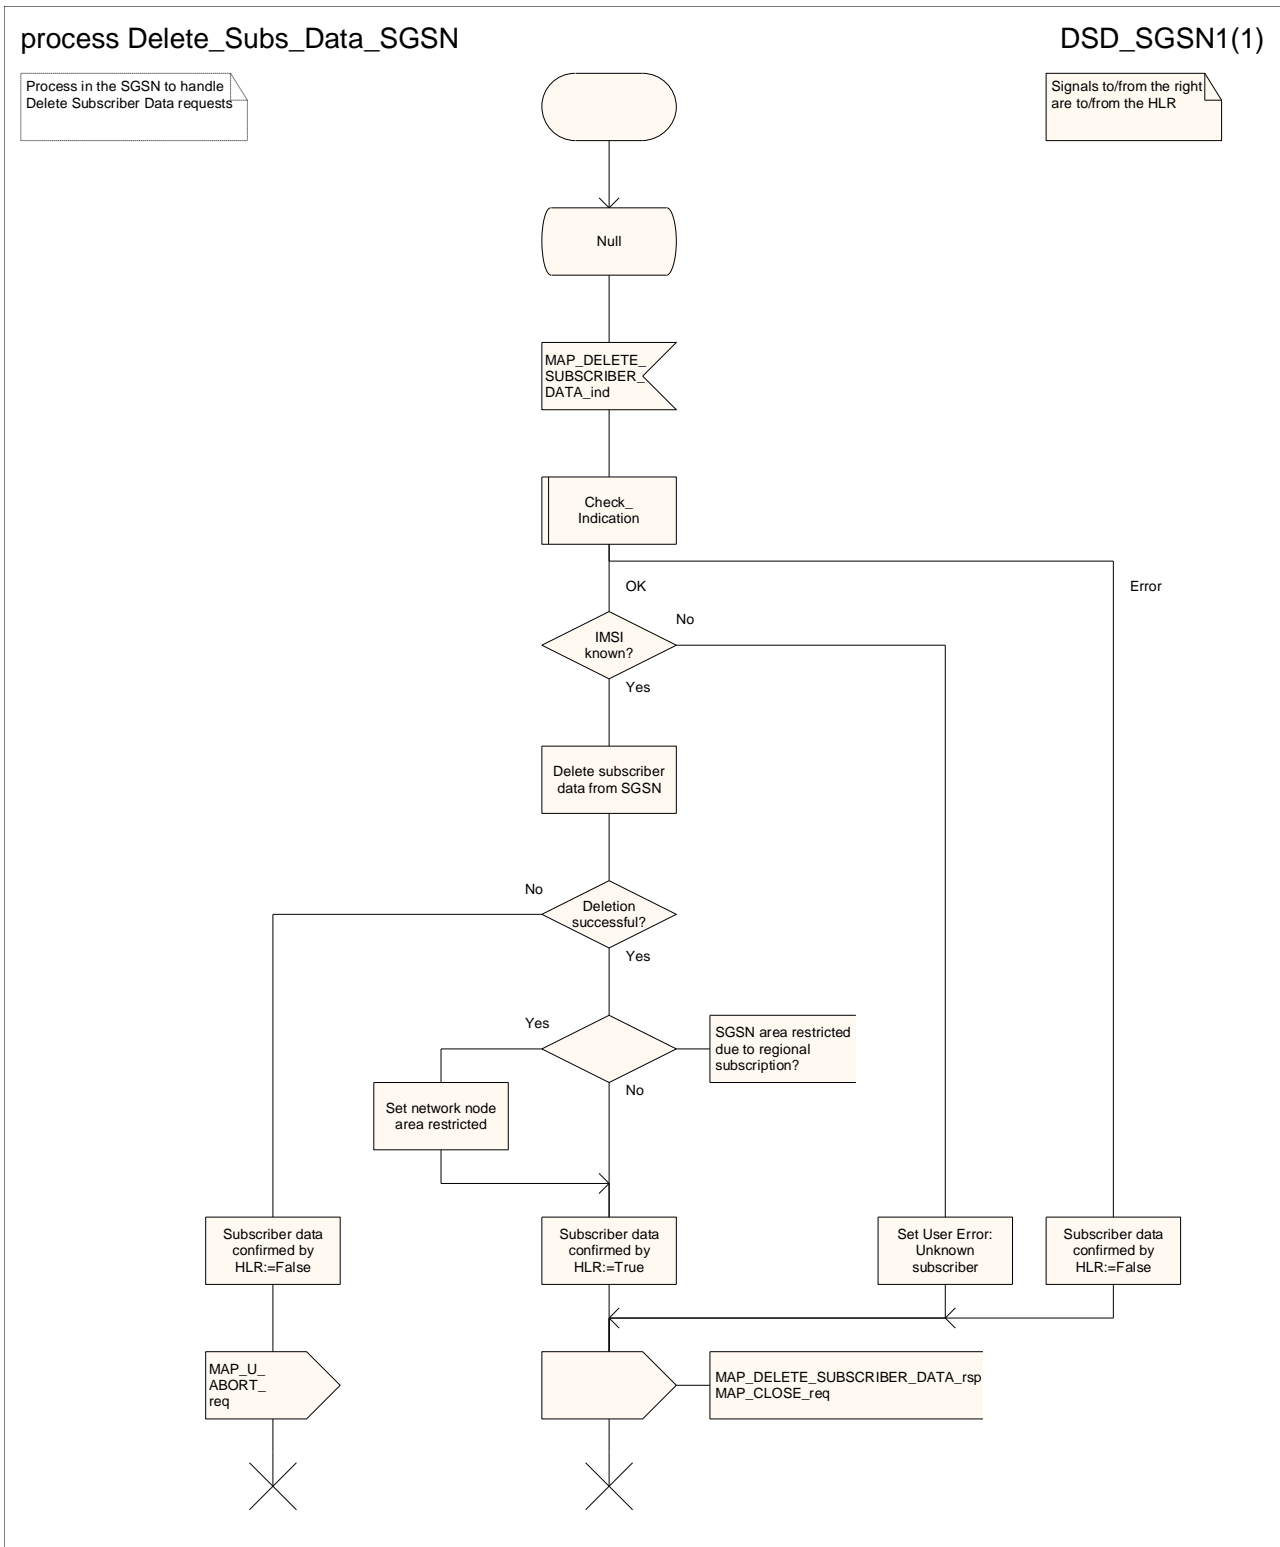 process Delete_Subs_Data_SGSN
DSD_SGSN1(1)
Process in the SGSN to handle
Delete Subscriber Data requests
Signals to/from the right
are to/from the HLR
Null
MAP_DELETE_
SUBSCRIBER_
DATA_ind
Check_
Indication
OK
Error
IMSI
known?
No
Yes
Delete subscriber
data from SGSN
No
Deletion
successful?
Yes
Yes
SGSN area restricted
due to regional
subscription?
No
Set network node
area restricted
Subscriber data
confirmed by
HLR:=False
Subscriber data
confirmed by
HLR:=True
Set User Error:
Unknown
subscriber
Subscriber data
confirmed by
HLR:=False
MAP_U_
ABORT_
req
MAP_DELETE_SUBSCRIBER_DATA_rsp
MAP_CLOSE_req